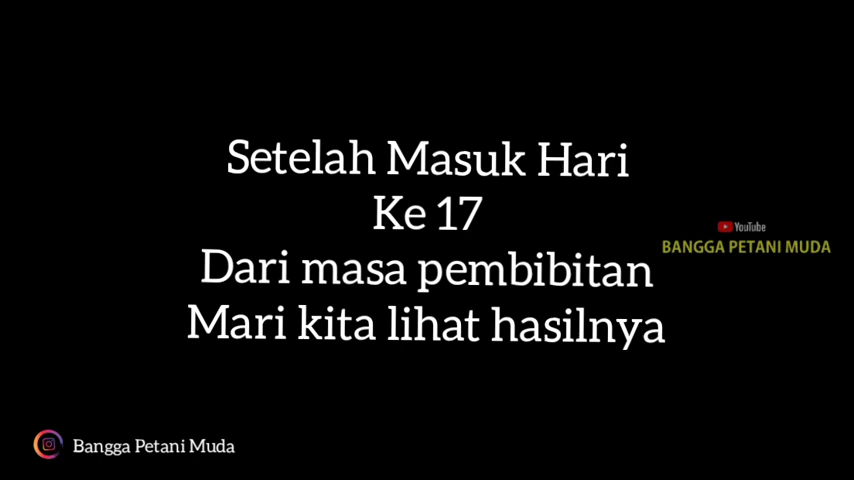 Setelah Masuk Hari
Ke 17
Dari masa pembibitan
Mari kita lihat hasilnya
YouTube
BANGGA PETANI MUDA
Bangga Petani Muda